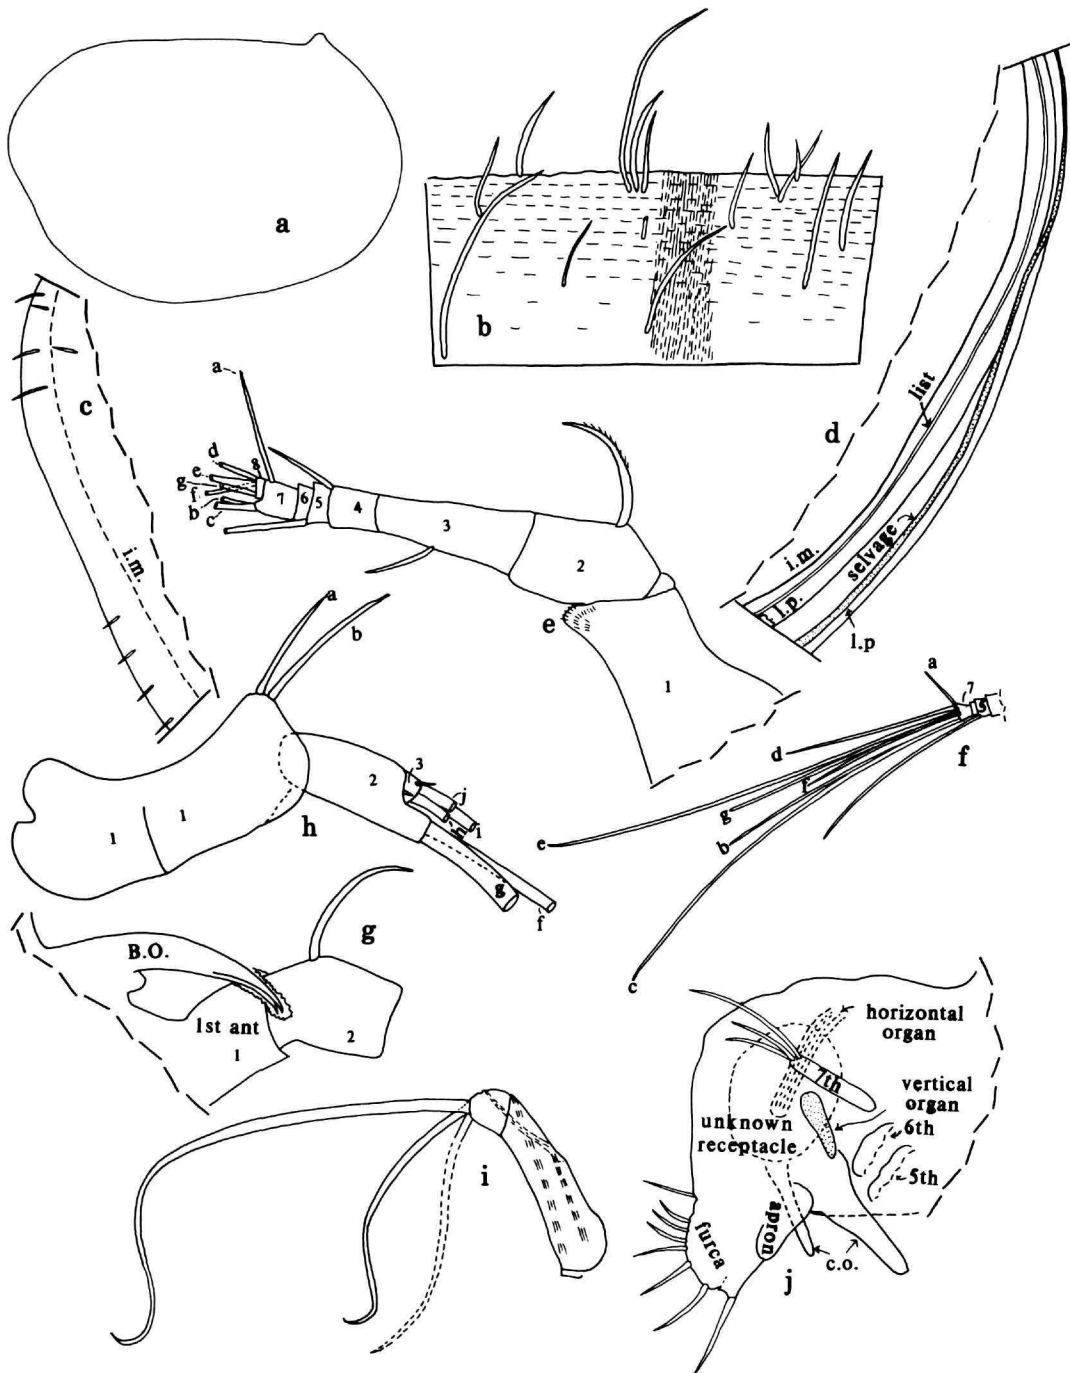 a
b
c
i.m.
d
list
i.m.
selvage
l.p.
l.p
a
d
e
g
f
b
c
8
7
6
5
4
3
2
1
e
a
b
1
1
2
3
j
i
h
g
f
h
a
7
5
d
f
g
b
e
c
f
B.O.
1st ant
1
2
g
i
horizontal
organ
7th
vertical
organ
unknown
receptacle
6th
5th
furca
apron
c.o.
j